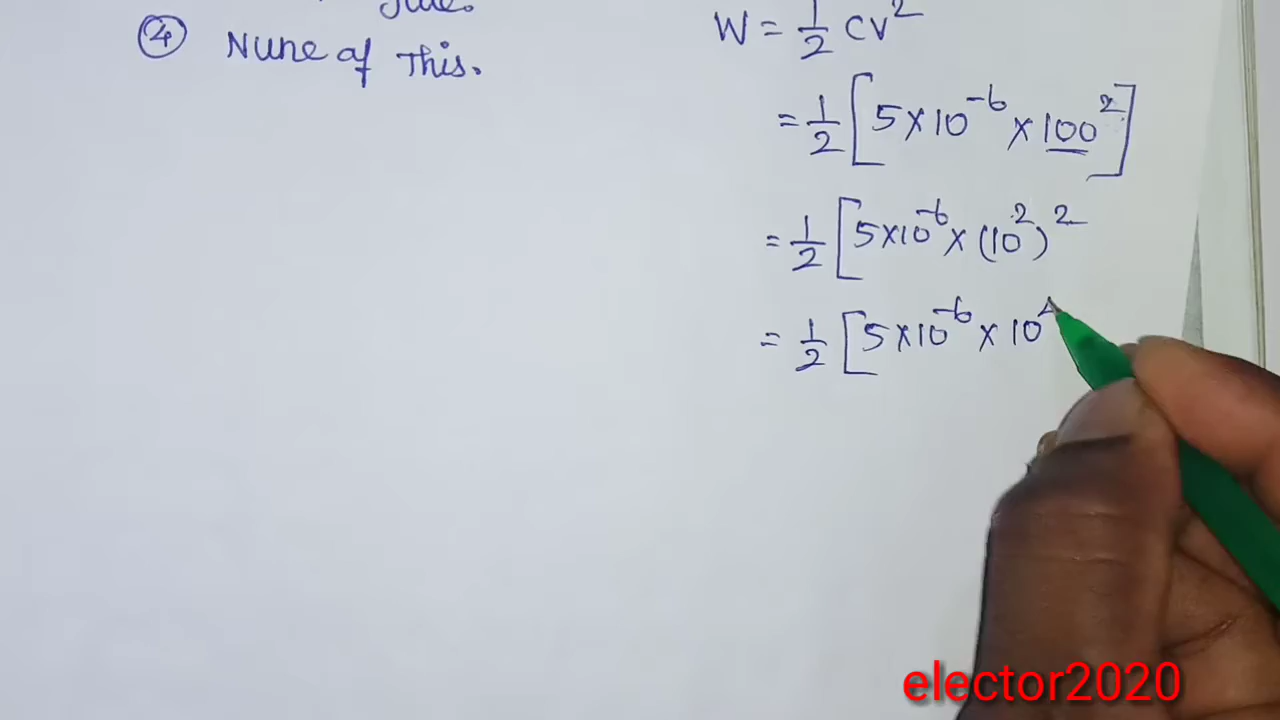 ④ Nune of This.
W = 1/2 CV²
= 1/2 [5×10⁻⁶ × 100²]
= 1/2 [5×10⁻⁶ × (10²)²
= 1/2 [5×10⁻⁶ × 10⁴
elector2020